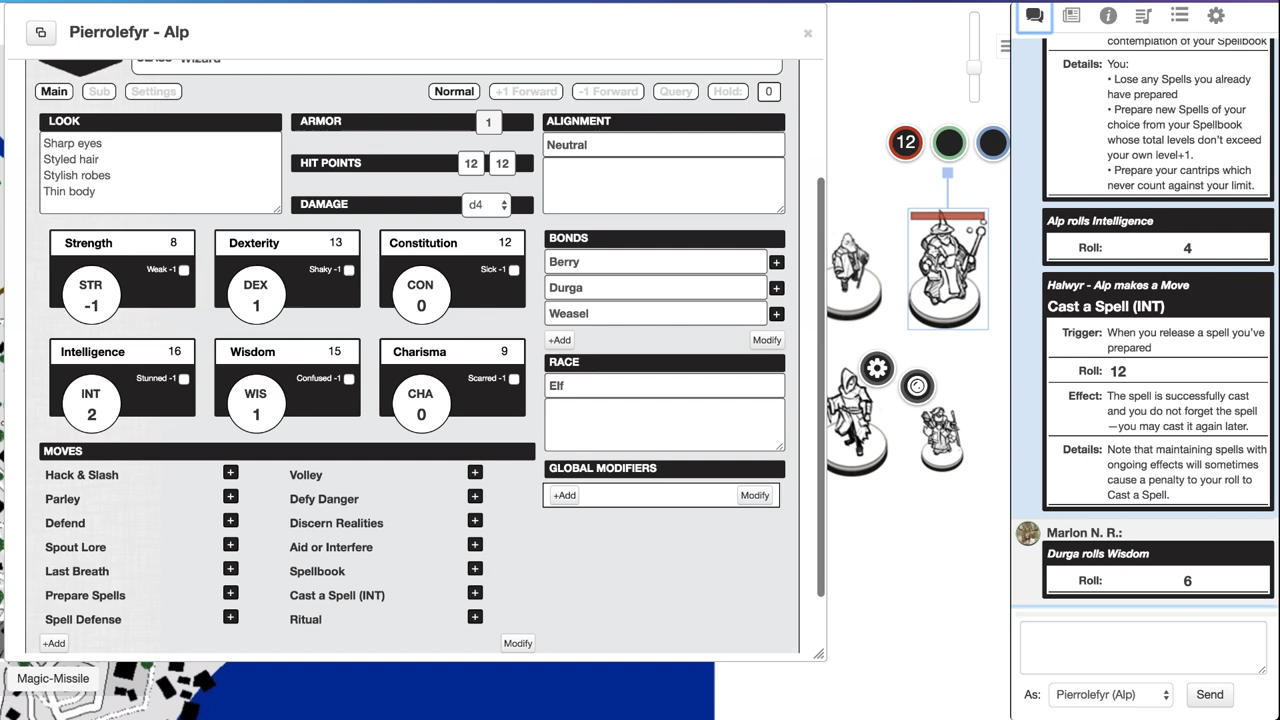 Pierrolefyr - Alp
×
CLASS Wizard
Main Sub Settings
Normal +1 Forward -1 Forward Query Hold: 0
LOOK
Sharp eyes
Styled hair
Stylish robes
Thin body
ARMOR 1
HIT POINTS 12 12
DAMAGE d4
ALIGNMENT
Neutral
Strength 8
Weak -1
STR
-1
Dexterity 13
Shaky -1
DEX
1
Constitution 12
Sick -1
CON
0
Intelligence 16
Stunned -1
INT
2
Wisdom 15
Confused -1
WIS
1
Charisma 9
Scarred -1
CHA
0
BONDS
Berry +
Durga +
Weasel +
+Add Modify
RACE
Elf
GLOBAL MODIFIERS
+Add Modify
MOVES
Hack & Slash + Volley +
Parley + Defy Danger +
Defend + Discern Realities +
Spout Lore + Aid or Interfere +
Last Breath + Spellbook +
Prepare Spells + Cast a Spell (INT) +
Spell Defense + Ritual +
+Add Modify
Magic-Missile
12
contemplation of your Spellbook
Details: You:
• Lose any Spells you already
have prepared
• Prepare new Spells of your
choice from your Spellbook
whose total levels don't exceed
your own level+1.
• Prepare your cantrips which
never count against your limit.
Alp rolls Intelligence
Roll: 4
Halwyr - Alp makes a Move
Cast a Spell (INT)
Trigger: When you release a spell you've
prepared
Roll: 12
Effect: The spell is successfully cast
and you do not forget the spell
—you may cast it again later.
Details: Note that maintaining spells with
ongoing effects will sometimes
cause a penalty to your roll to
Cast a Spell.
Marlon N. R.:
Durga rolls Wisdom
Roll: 6
As: Pierrolefyr (Alp) Send